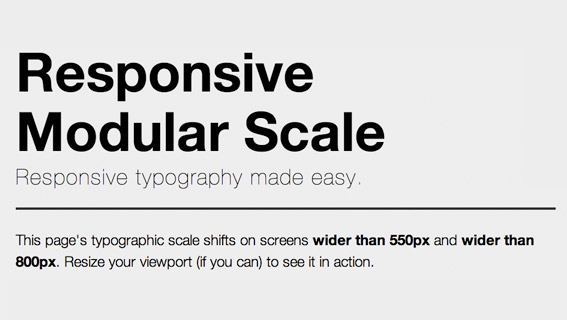 Responsive
Modular Scale
Responsive typography made easy.
This page's typographic scale shifts on screens wider than 550px and wider than
800px. Resize your viewport (if you can) to see it in action.